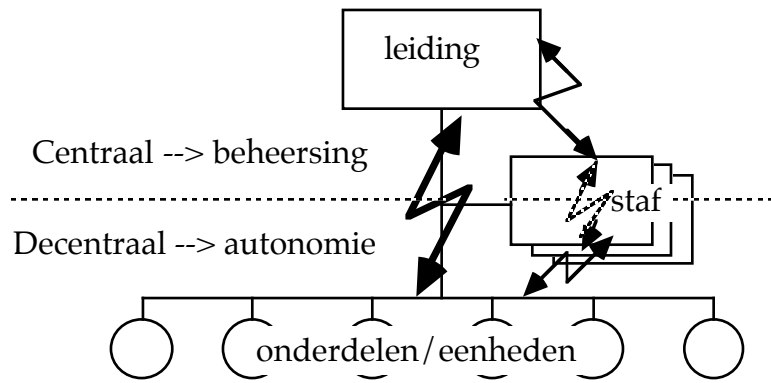 leiding
Centraal --> beheersing
staf
Decentraal --> autonomie
onderdelen/eenheden